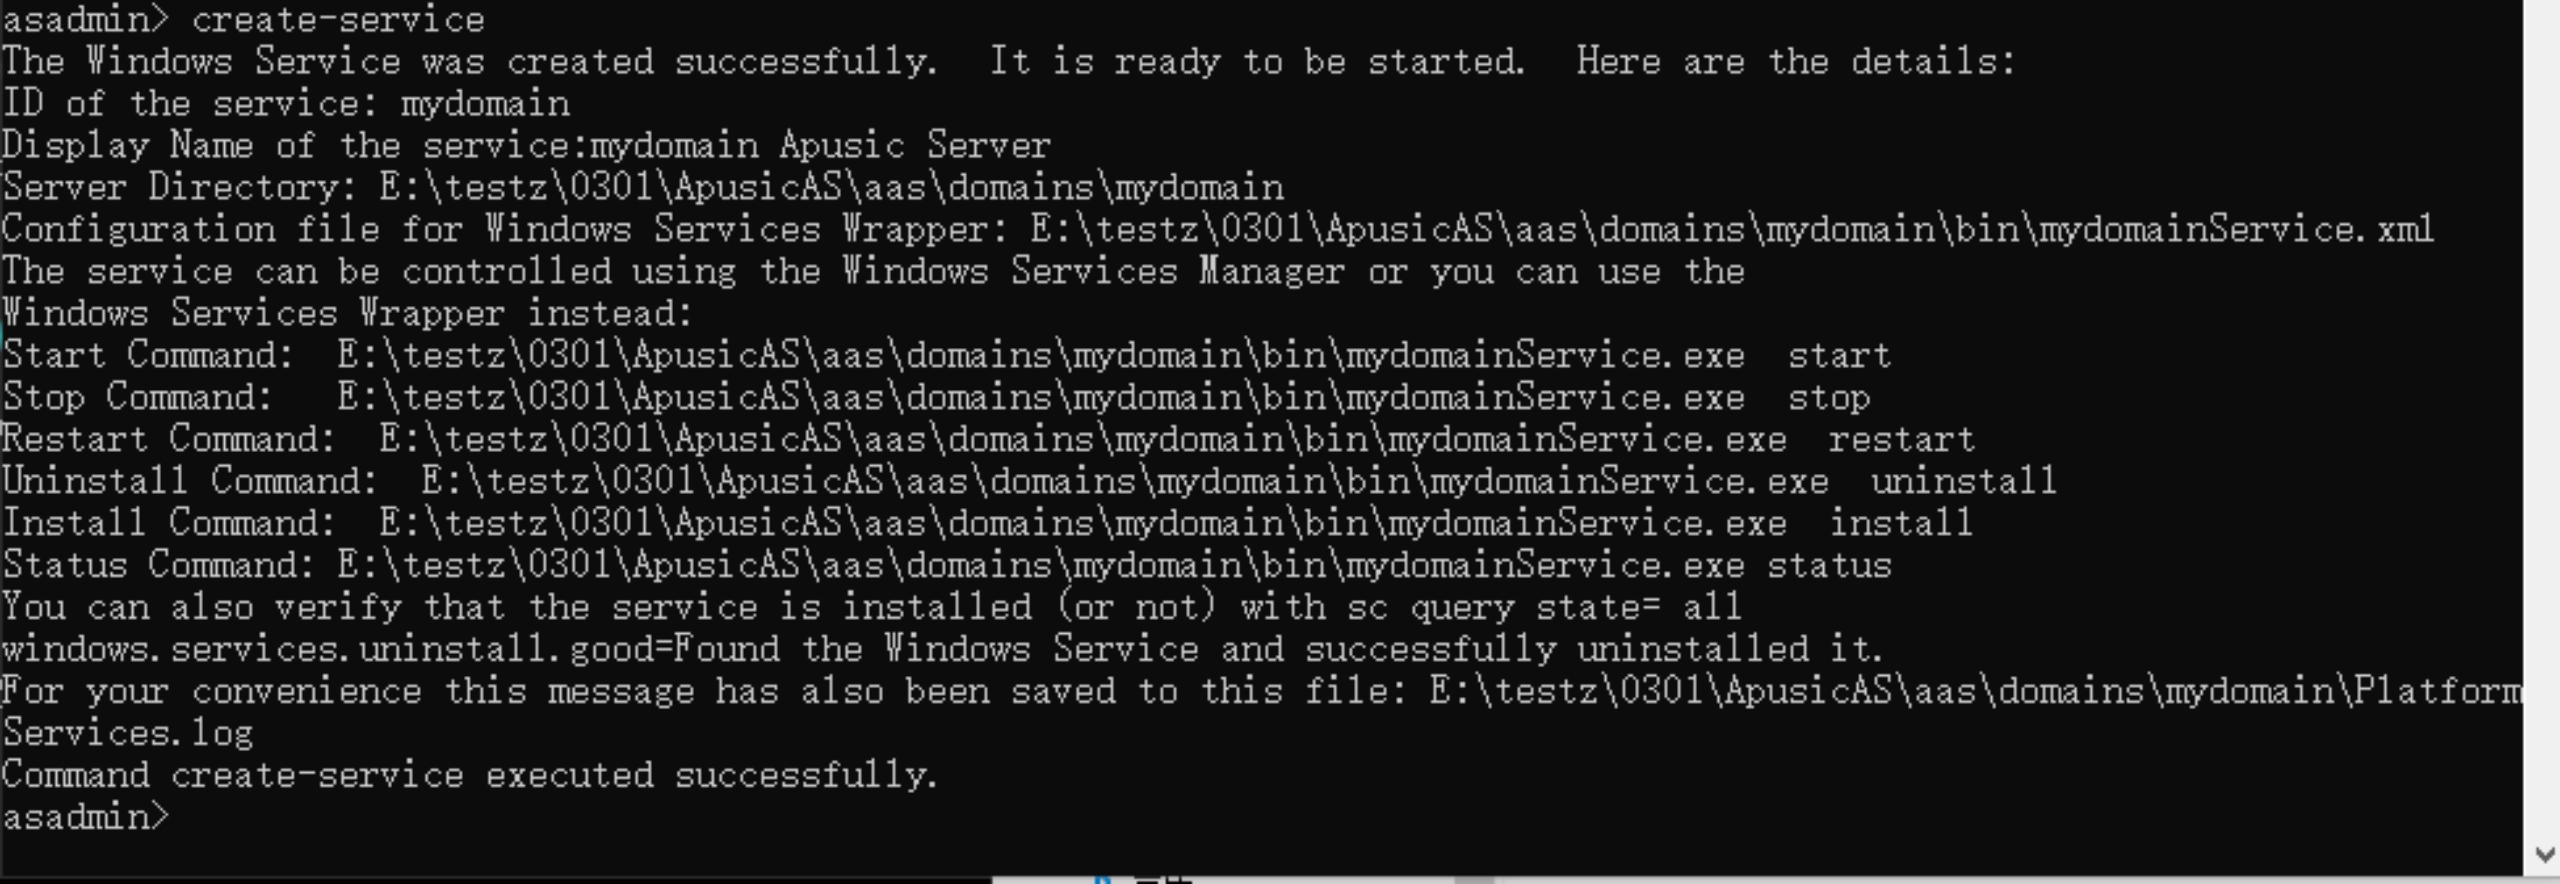 asadmin> create-service
The Windows Service was created successfully.  It is ready to be started.  Here are the details:
ID of the service: mydomain
Display Name of the service:mydomain Apusic Server
Server Directory: E:\testz\0301\ApusicAS\aas\domains\mydomain
Configuration file for Windows Services Wrapper: E:\testz\0301\ApusicAS\aas\domains\mydomain\bin\mydomainService.xml
The service can be controlled using the Windows Services Manager or you can use the
Windows Services Wrapper instead:
Start Command:  E:\testz\0301\ApusicAS\aas\domains\mydomain\bin\mydomainService.exe  start
Stop Command:   E:\testz\0301\ApusicAS\aas\domains\mydomain\bin\mydomainService.exe  stop
Restart Command:  E:\testz\0301\ApusicAS\aas\domains\mydomain\bin\mydomainService.exe  restart
Uninstall Command:  E:\testz\0301\ApusicAS\aas\domains\mydomain\bin\mydomainService.exe  uninstall
Install Command:  E:\testz\0301\ApusicAS\aas\domains\mydomain\bin\mydomainService.exe  install
Status Command: E:\testz\0301\ApusicAS\aas\domains\mydomain\bin\mydomainService.exe status
You can also verify that the service is installed (or not) with sc query state= all
windows.services.uninstall.good=Found the Windows Service and successfully uninstalled it.
For your convenience this message has also been saved to this file: E:\testz\0301\ApusicAS\aas\domains\mydomain\Platform
Services.log
Command create-service executed successfully.
asadmin>